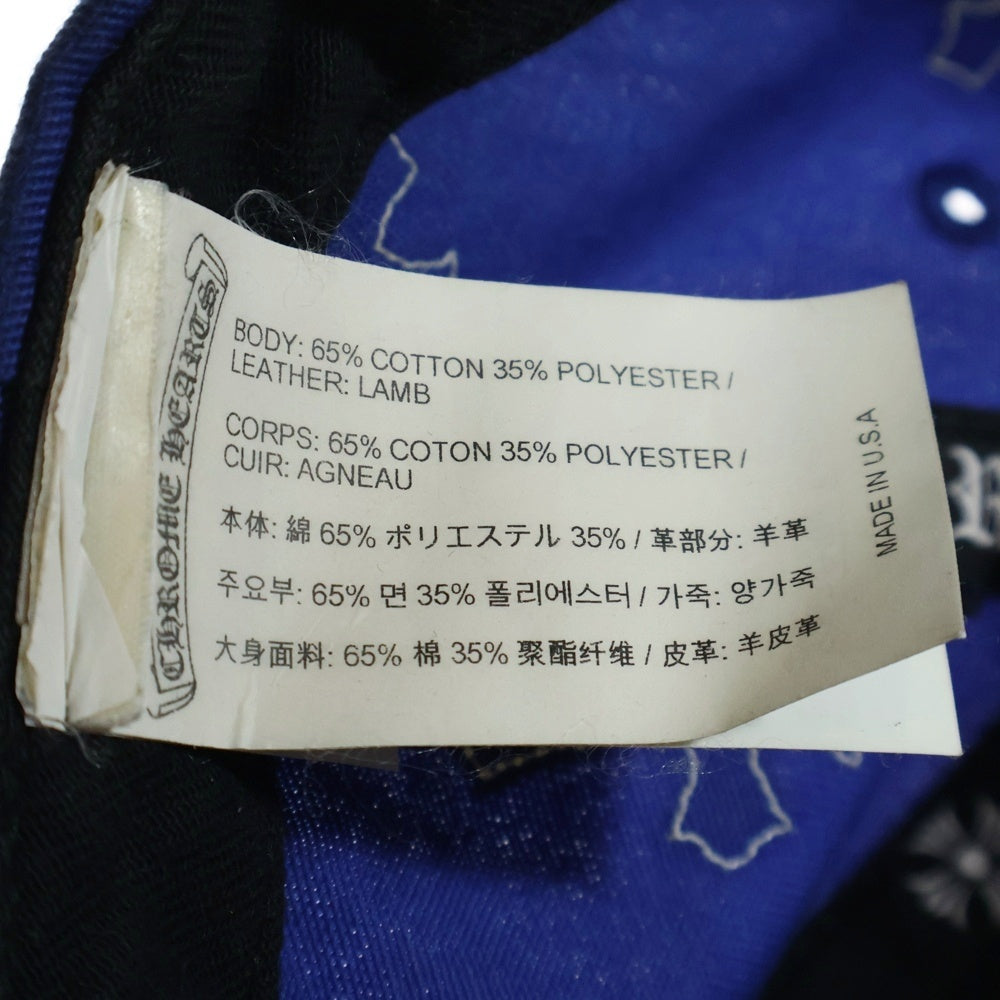 CHROME HEARTS
BODY: 65% COTTON 35% POLYESTER /
LEATHER: LAMB
CORPS: 65% COTON 35% POLYESTER /
CUIR: AGNEAU
本体: 綿 65% ポリエステル 35% / 革部分: 羊革
주요부: 65% 면 35% 폴리에스터 / 가죽: 양가죽
大身面料: 65% 棉 35% 聚酯纤维 / 皮革: 羊皮革
MADE IN U.S.A